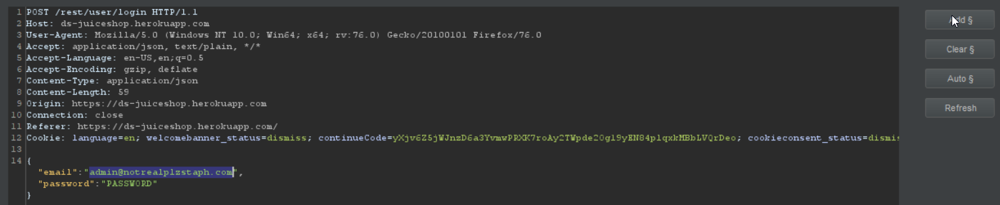 1 POST /rest/user/login HTTP/1.1
2 Host: ds-juiceshop.herokuapp.com
3 User-Agent: Mozilla/5.0 (Windows NT 10.0; Win64; x64; rv:76.0) Gecko/20100101 Firefox/76.0
4 Accept: application/json, text/plain, */*
5 Accept-Language: en-US,en;q=0.5
6 Accept-Encoding: gzip, deflate
7 Content-Type: application/json
8 Content-Length: 59
9 Origin: https://ds-juiceshop.herokuapp.com
10 Connection: close
11 Referer: https://ds-juiceshop.herokuapp.com/
12 Cookie: language=en; welcomebanner_status=dismiss; continueCode=yXjv6Z5jWJnzD6a3YvmwPRXK7roAy2TWpde2Ogl9yEN84plqxkMBbLVQrDeo; cookieconsent_status=dismis
13
14 {
"email":"admin@notrealplzstaph.com",
"password":"PASSWORD"
}
Add §
Clear §
Auto §
Refresh